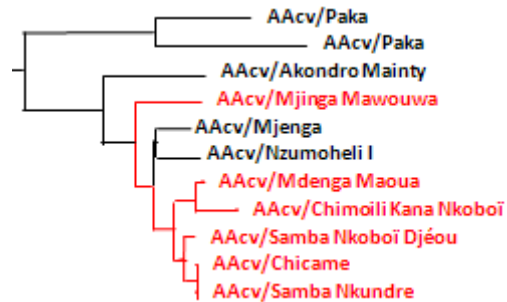 AAcv/Paka
AAcv/Paka
AAcv/Akondro Mainty
AAcv/Mjinga Mawouwa
AAcv/Mjenga
AAcv/Nzumoheli I
AAcv/Mdenga Maoua
AAcv/Chimoili Kana Nkoboï
AAcv/Samba Nkoboï Djéou
AAcv/Chicame
AAcv/Samba Nkundre